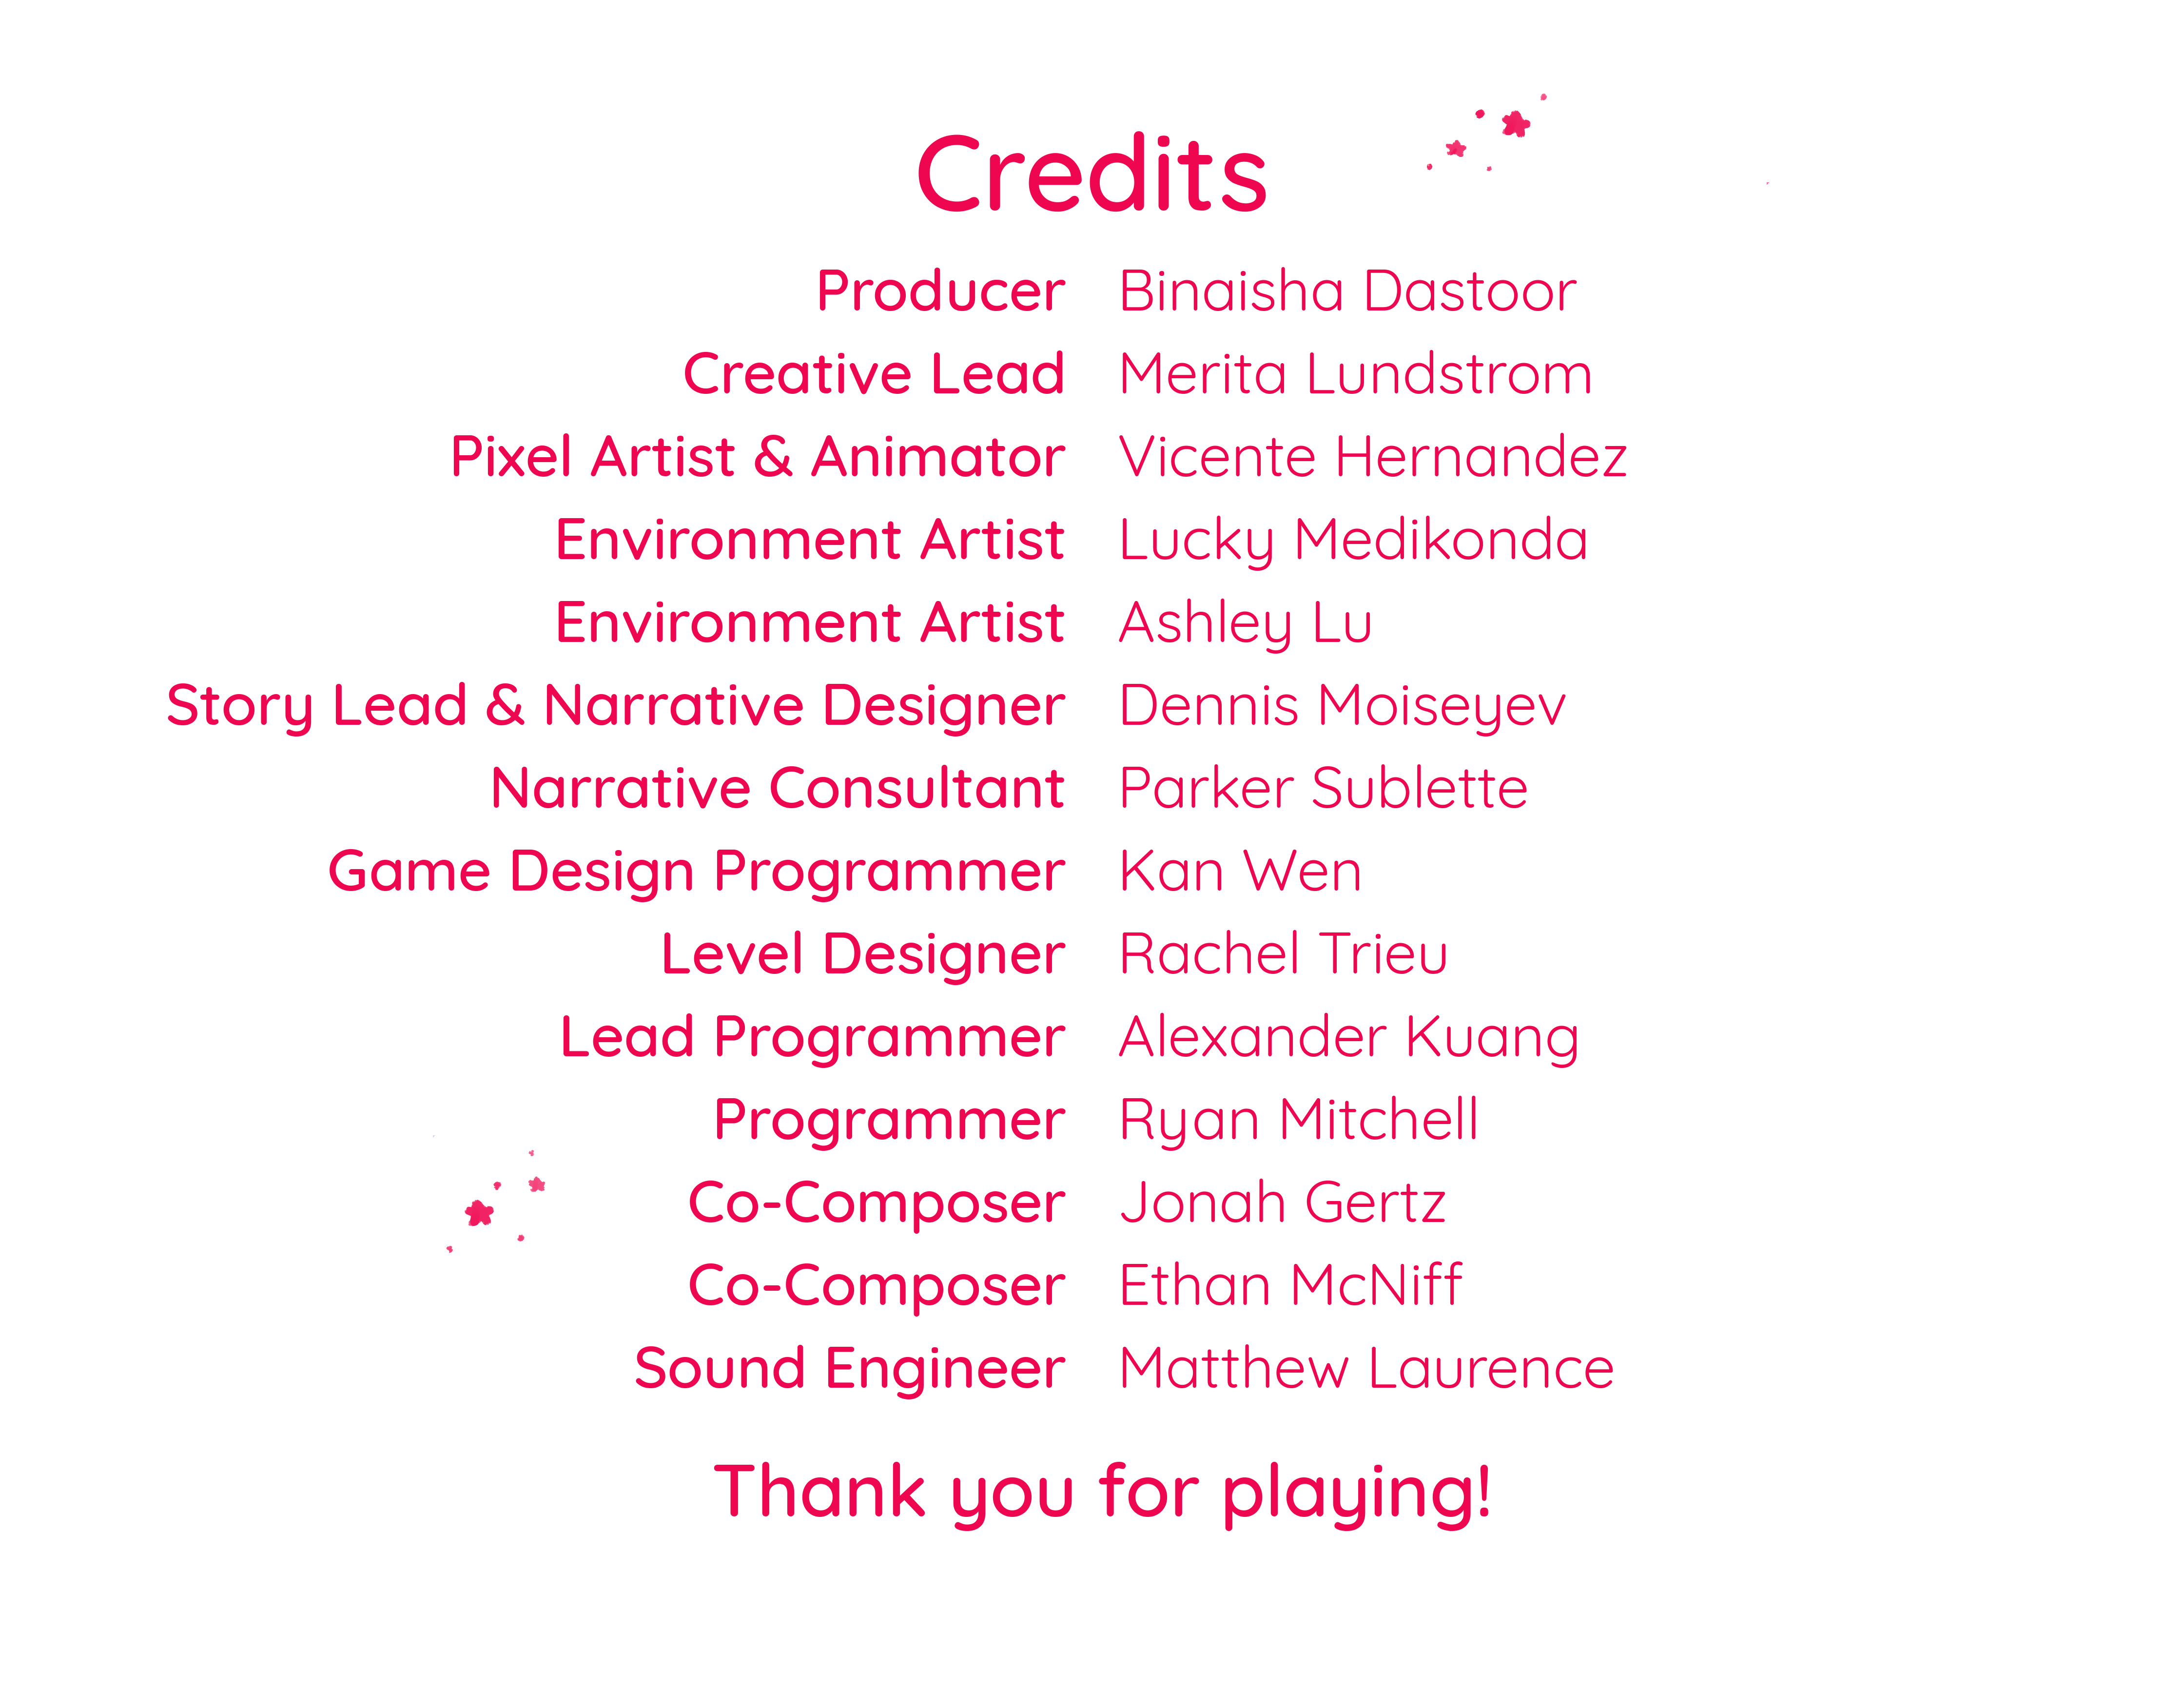 Credits
Producer Binaisha Dastoor
Creative Lead Merita Lundstrom
Pixel Artist & Animator Vicente Hernandez
Environment Artist Lucky Medikonda
Environment Artist Ashley Lu
Story Lead & Narrative Designer Dennis Moiseyev
Narrative Consultant Parker Sublette
Game Design Programmer Kan Wen
Level Designer Rachel Trieu
Lead Programmer Alexander Kuang
Programmer Ryan Mitchell
Co-Composer Jonah Gertz
Co-Composer Ethan McNiff
Sound Engineer Matthew Laurence
Thank you for playing!